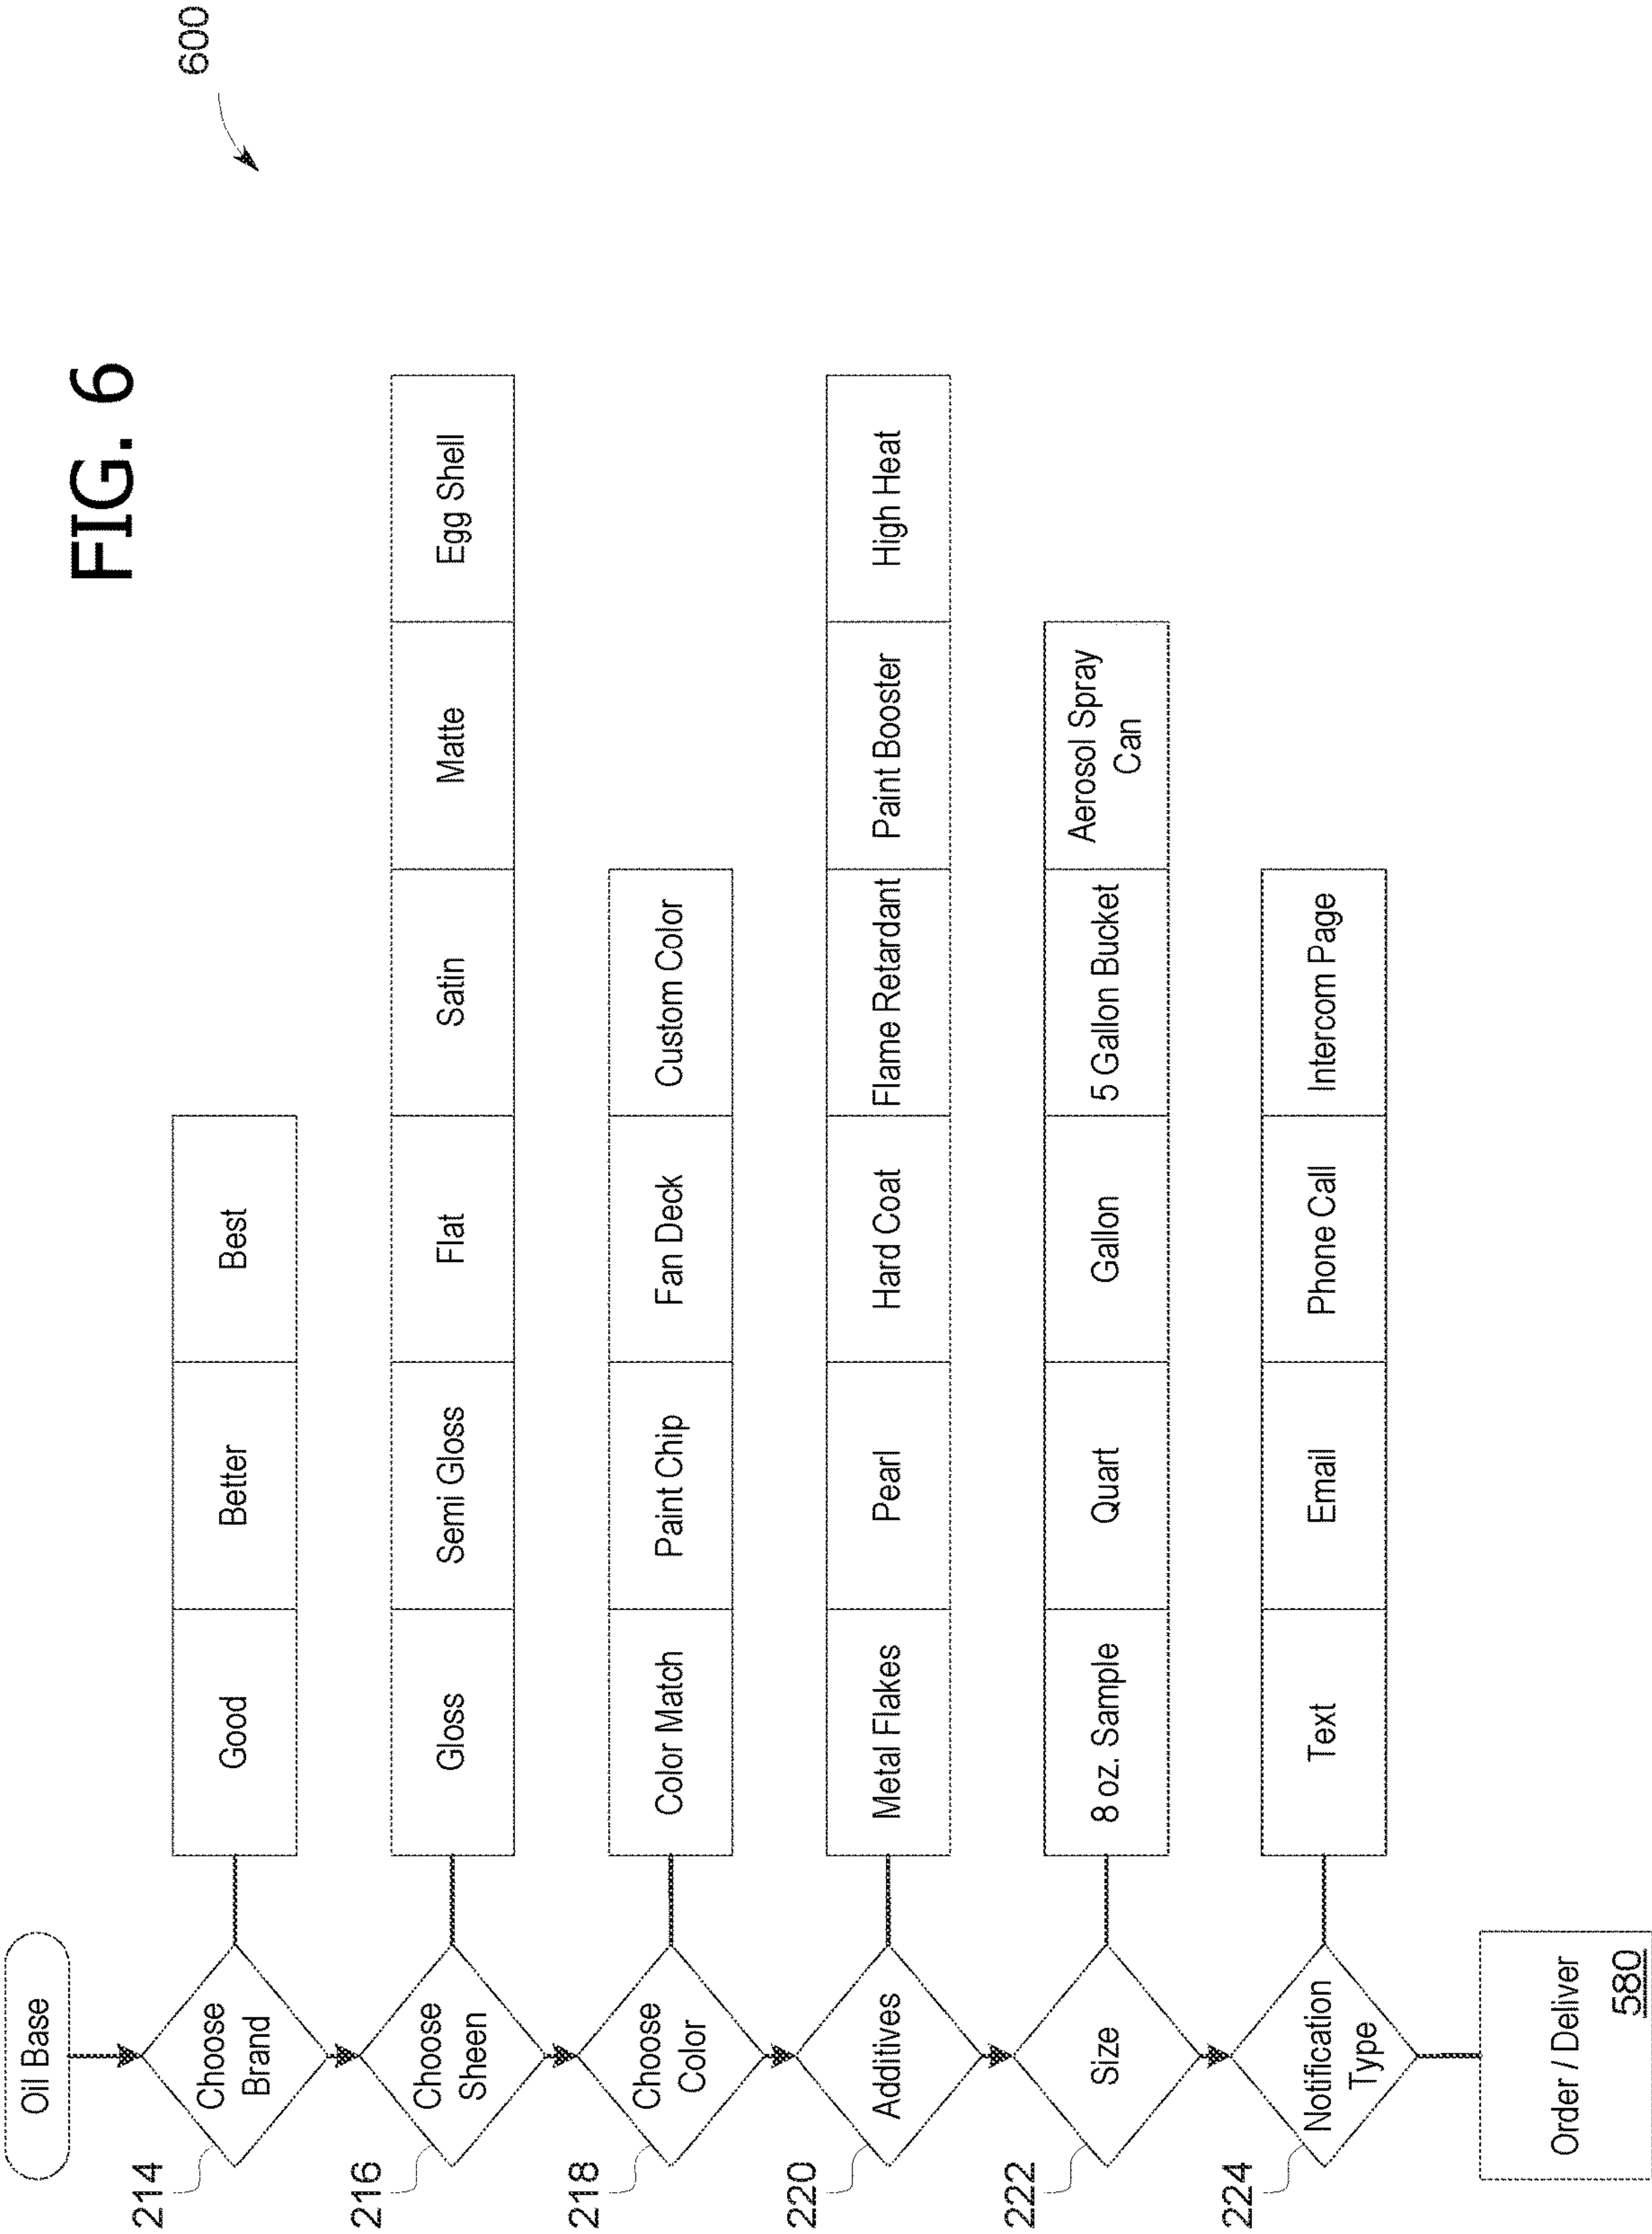 FIG. 6
600
Oil Base
214
Choose
Brand
Good
Better
Best
216
Choose
Sheen
Gloss
Semi Gloss
Flat
Satin
Matte
Egg Shell
218
Choose
Color
Color Match
Paint Chip
Fan Deck
Custom Color
220
Additives
Metal Flakes
Pearl
Hard Coat
Flame Retardant
Paint Booster
High Heat
222
Size
8 oz. Sample
Quart
Gallon
5 Gallon Bucket
Aerosol Spray
Can
224
Notification
Type
Text
Email
Phone Call
Intercom Page
Order / Deliver
580